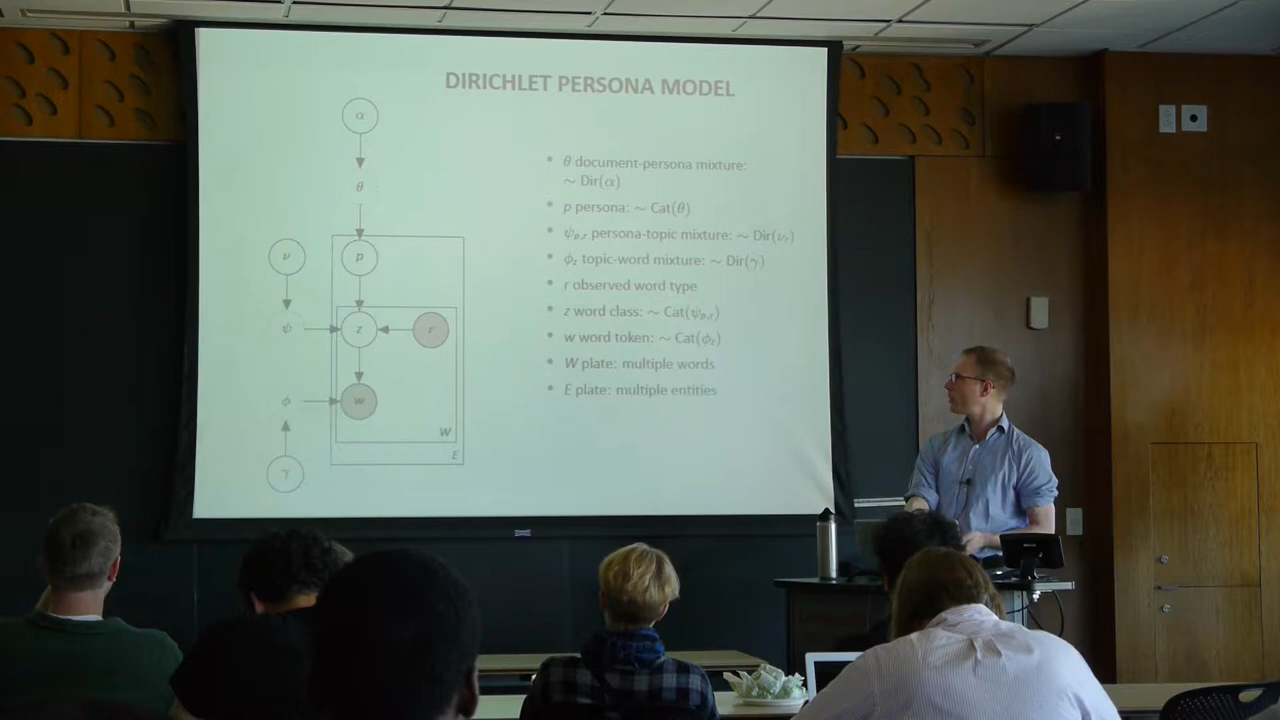 DIRICHLET PERSONA MODEL
α
θ
ν
p
ψ
z
r
ϕ
w
W
E
γ
• θ document-persona mixture:
∼ Dir(α)
• p persona: ∼ Cat(θ)
• ψp,r persona-topic mixture: ∼ Dir(νr)
• ϕz topic-word mixture: ∼ Dir(γ)
• r observed word type
• z word class: ∼ Cat(ψp,r)
• w word token: ∼ Cat(ϕz)
• W plate: multiple words
• E plate: multiple entities